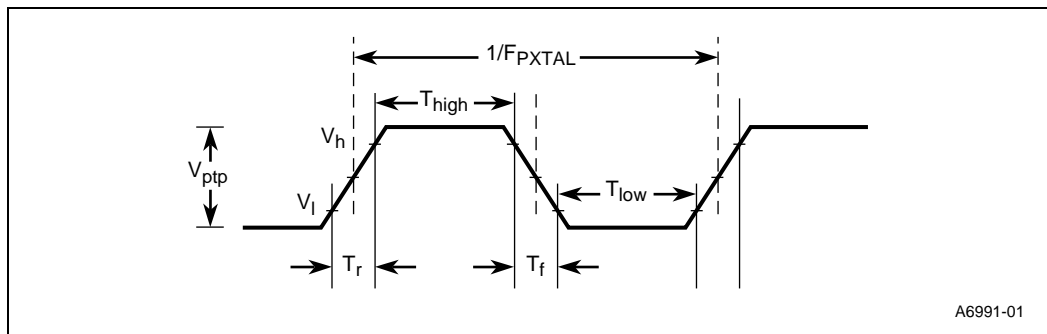 1/FPXTAL
Thigh
Vh
Vptp
Vl
Tlow
Tr
Tf
A6991-01